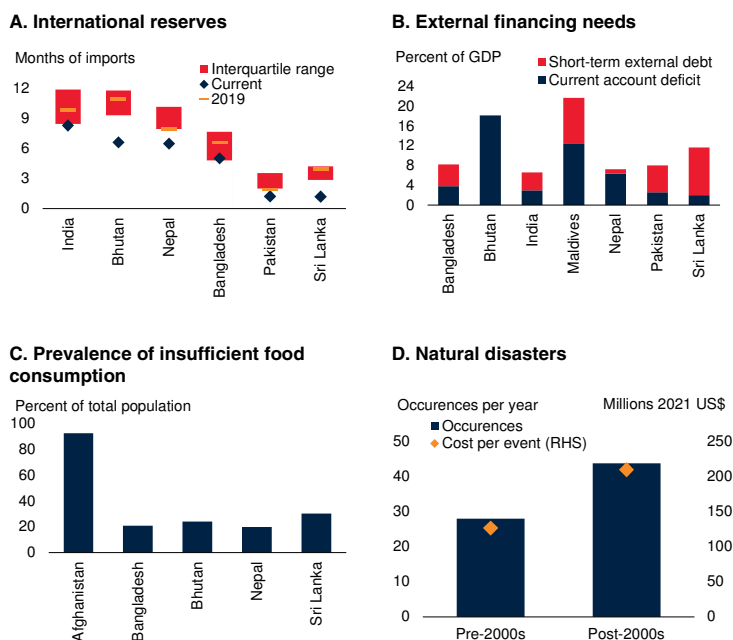 A. International reserves
Months of imports
Interquartile range
Current
2019
12
9
6
3
0
India
Bhutan
Nepal
Bangladesh
Pakistan
Sri Lanka
B. External financing needs
Percent of GDP
Short-term external debt
Current account deficit
24
20
16
12
8
4
0
Bangladesh
Bhutan
India
Maldives
Nepal
Pakistan
Sri Lanka
C. Prevalence of insufficient food
consumption
Percent of total population
100
80
60
40
20
0
Afghanistan
Bangladesh
Bhutan
Nepal
Sri Lanka
D. Natural disasters
Occurences per year
Millions 2021 US$
Occurences
Cost per event (RHS)
50
40
30
20
10
0
250
200
150
100
50
0
Pre-2000s
Post-2000s